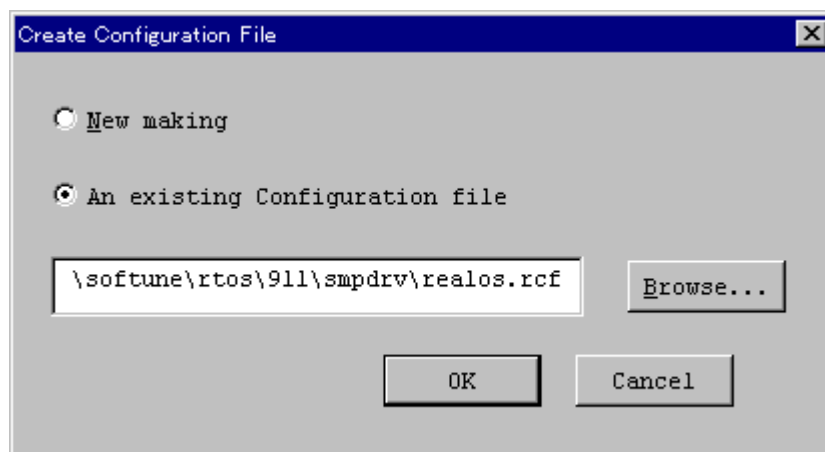 Create Configuration File
New making
An existing Configuration file
\softune\rtos\911\smpdrv\realos.rcf
Browse...
OK
Cancel